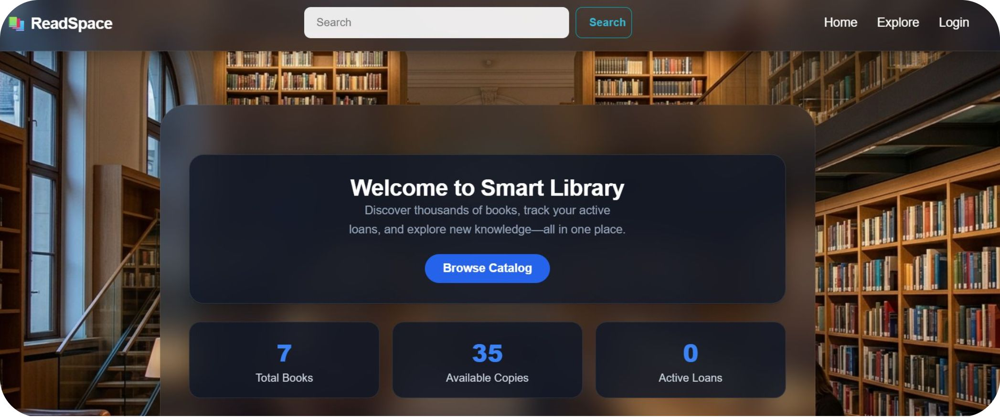 ReadSpace
Search
Search
Home
Explore
Login
Welcome to Smart Library
Discover thousands of books, track your active
loans, and explore new knowledge—all in one place.
Browse Catalog
7
Total Books
35
Available Copies
0
Active Loans